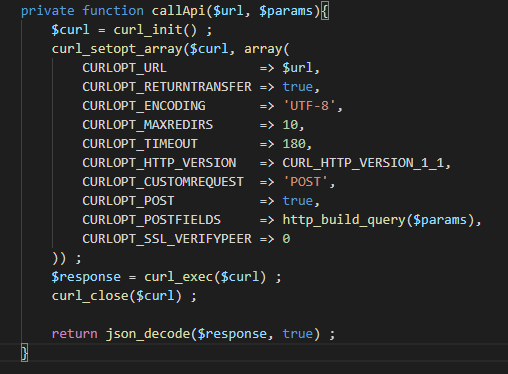 private function callApi($url, $params){
    $curl = curl_init() ;
    curl_setopt_array($curl, array(
        CURLOPT_URL            => $url,
        CURLOPT_RETURNTRANSFER => true,
        CURLOPT_ENCODING       => 'UTF-8',
        CURLOPT_MAXREDIRS      => 10,
        CURLOPT_TIMEOUT        => 180,
        CURLOPT_HTTP_VERSION   => CURL_HTTP_VERSION_1_1,
        CURLOPT_CUSTOMREQUEST  => 'POST',
        CURLOPT_POST           => true,
        CURLOPT_POSTFIELDS     => http_build_query($params),
        CURLOPT_SSL_VERIFYPEER => 0
    )) ;
    $response = curl_exec($curl) ;
    curl_close($curl) ;

    return json_decode($response, true) ;
}